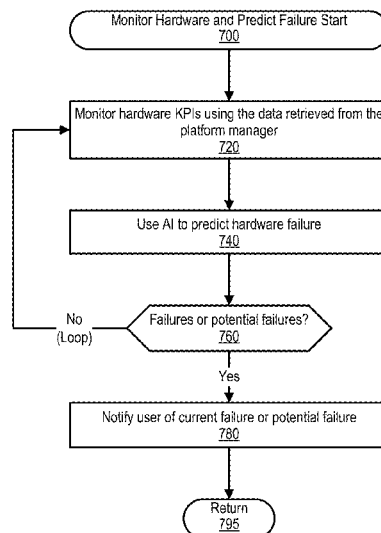 Monitor Hardware and Predict Failure Start
700
Monitor hardware KPIs using the data retrieved from the
platform manager
720
Use AI to predict hardware failure
740
No
(Loop)
Failures or potential failures?
760
Yes
Notify user of current failure or potential failure
780
Return
795